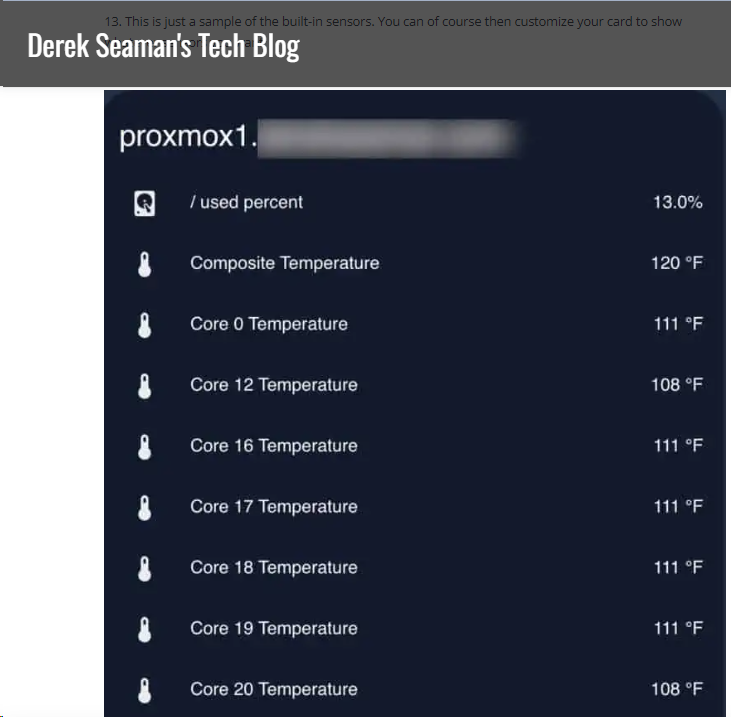 13. This is just a sample of the built-in sensors. You can of course then customize your card to show
Derek Seaman's Tech Blog
proxmox1.
/ used percent 13.0%
Composite Temperature 120 °F
Core 0 Temperature 111 °F
Core 12 Temperature 108 °F
Core 16 Temperature 111 °F
Core 17 Temperature 111 °F
Core 18 Temperature 111 °F
Core 19 Temperature 111 °F
Core 20 Temperature 108 °F